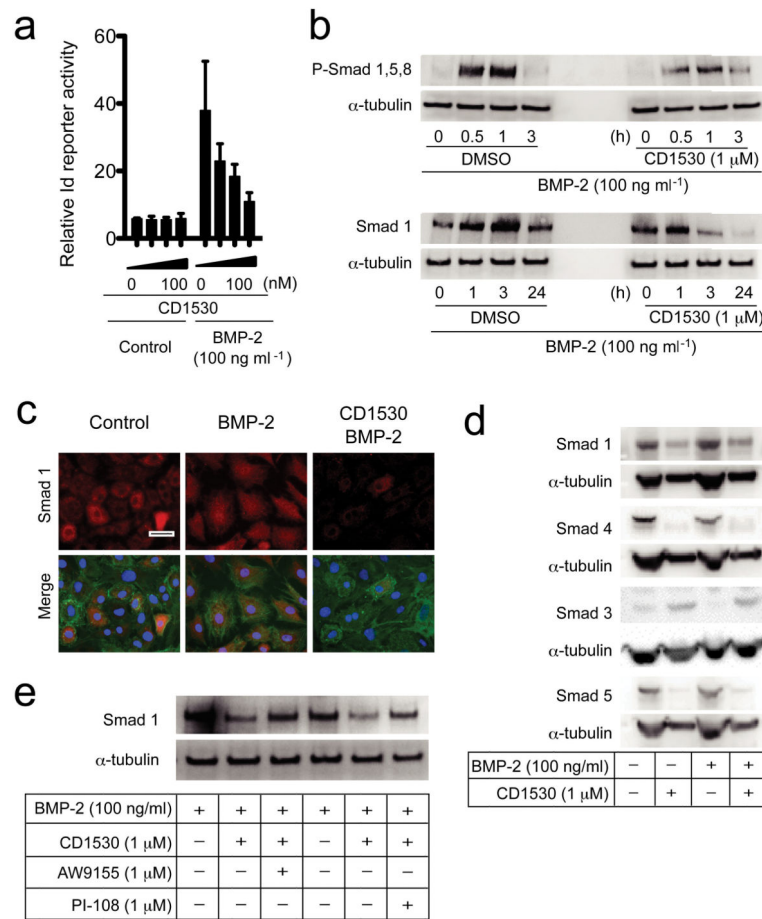 a
Relative Id reporter activity
60
40
20
0
0 100 0 100 (nM)
CD1530
Control BMP-2
(100 ng ml⁻¹)
b
P-Smad 1,5,8
α-tubulin
0 0.5 1 3 (h) 0 0.5 1 3
DMSO CD1530 (1 μM)
BMP-2 (100 ng ml⁻¹)
Smad 1
α-tubulin
0 1 3 24 (h) 0 1 3 24
DMSO CD1530 (1 μM)
BMP-2 (100 ng ml⁻¹)
c
Control BMP-2 CD1530
BMP-2
Smad 1
Merge
d
Smad 1
α-tubulin
Smad 4
α-tubulin
Smad 3
α-tubulin
Smad 5
α-tubulin
BMP-2 (100 ng/ml) – – + +
CD1530 (1 μM) – + – +
e
Smad 1
α-tubulin
BMP-2 (100 ng/ml) + + + + + +
CD1530 (1 μM) – + + – + +
AW9155 (1 μM) – – + – – –
PI-108 (1 μM) – – – – – +